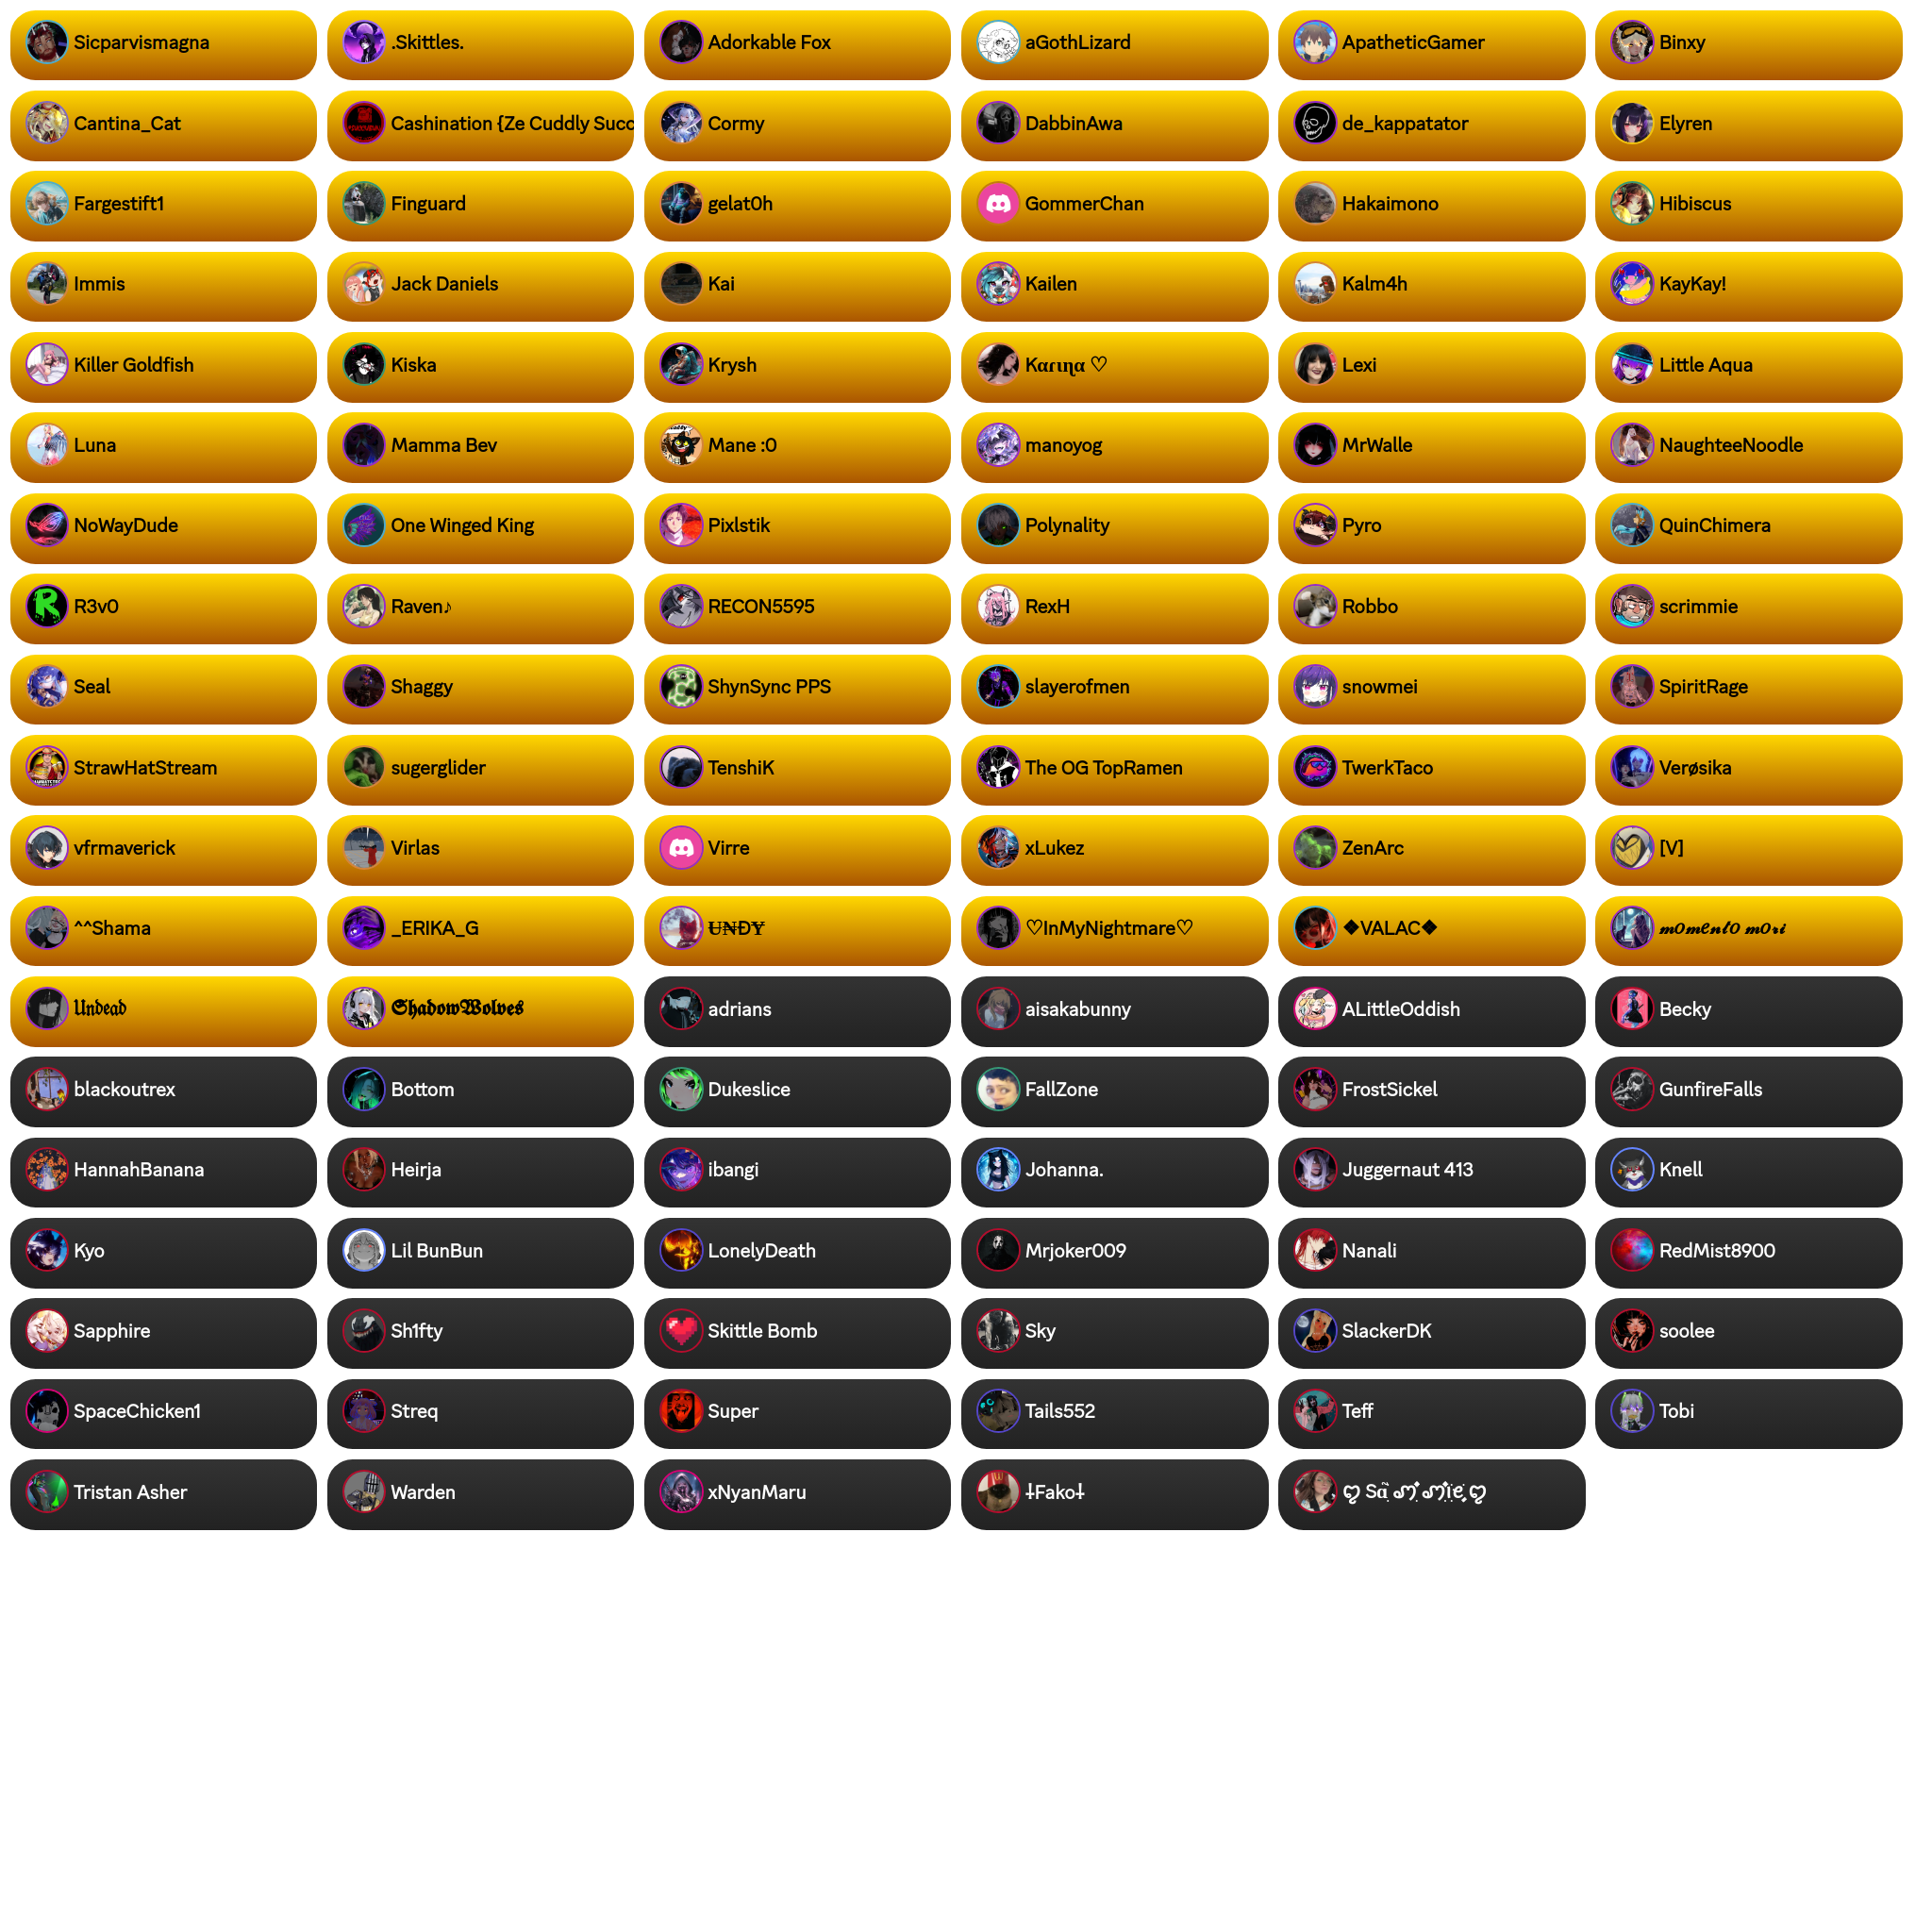 Sicparvismagna
.Skittles.
Adorkable Fox
aGothLizard
ApatheticGamer
Binxy
Cantina_Cat
Cashination {Ze Cuddly Succ
Cormy
DabbinAwa
de_kappatator
Elyren
Fargestift1
Finguard
gelat0h
GommerChan
Hakaimono
Hibiscus
Immis
Jack Daniels
Kai
Kailen
Kalm4h
KayKay!
Killer Goldfish
Kiska
Krysh
Kαɾιɳα ♡
Lexi
Little Aqua
Luna
Mamma Bev
Mane :0
manoyog
MrWalle
NaughteeNoodle
NoWayDude
One Winged King
Pixlstik
Polynality
Pyro
QuinChimera
R3v0
Raven♪
RECON5595
RexH
Robbo
scrimmie
Seal
Shaggy
ShynSync PPS
slayerofmen
snowmei
SpiritRage
StrawHatStream
sugerglider
TenshiK
The OG TopRamen
TwerkTaco
Verøsika
vfrmaverick
Virlas
Virre
xLukez
ZenArc
[V]
^^Shama
_ERIKA_G
U̶N̶D̶Y̶
♡InMyNightmare♡
❖VALAC❖
𝓶𝓸𝓶𝓮𝓷𝓽𝓸 𝓶𝓸𝓻𝓲
𝔘𝔫𝔡𝔢𝔞𝔡
𝕾𝖍𝖆𝖉𝖔𝖜𝖂𝖔𝖑𝖛𝖊𝖘
adrians
aisakabunny
ALittleOddish
Becky
blackoutrex
Bottom
Dukeslice
FallZone
FrostSickel
GunfireFalls
HannahBanana
Heirja
ibangi
Johanna.
Juggernaut 413
Knell
Kyo
Lil BunBun
LonelyDeath
Mrjoker009
Nanali
RedMist8900
Sapphire
Sh1fty
Skittle Bomb
Sky
SlackerDK
soolee
SpaceChicken1
Streq
Super
Tails552
Teff
Tobi
Tristan Asher
Warden
xNyanMaru
⸸Fako⸸